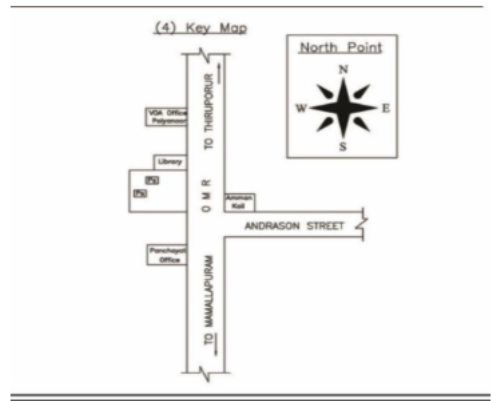 (4) Key Map
North Point
N
W
E
S
TO THIRUPORUR
VOA Office
Paiyanoor
Library
Ps
Ps
O M R
Amman
Koil
ANDRASON STREET
Panchayat
Office
TO MAMALLAPURAM